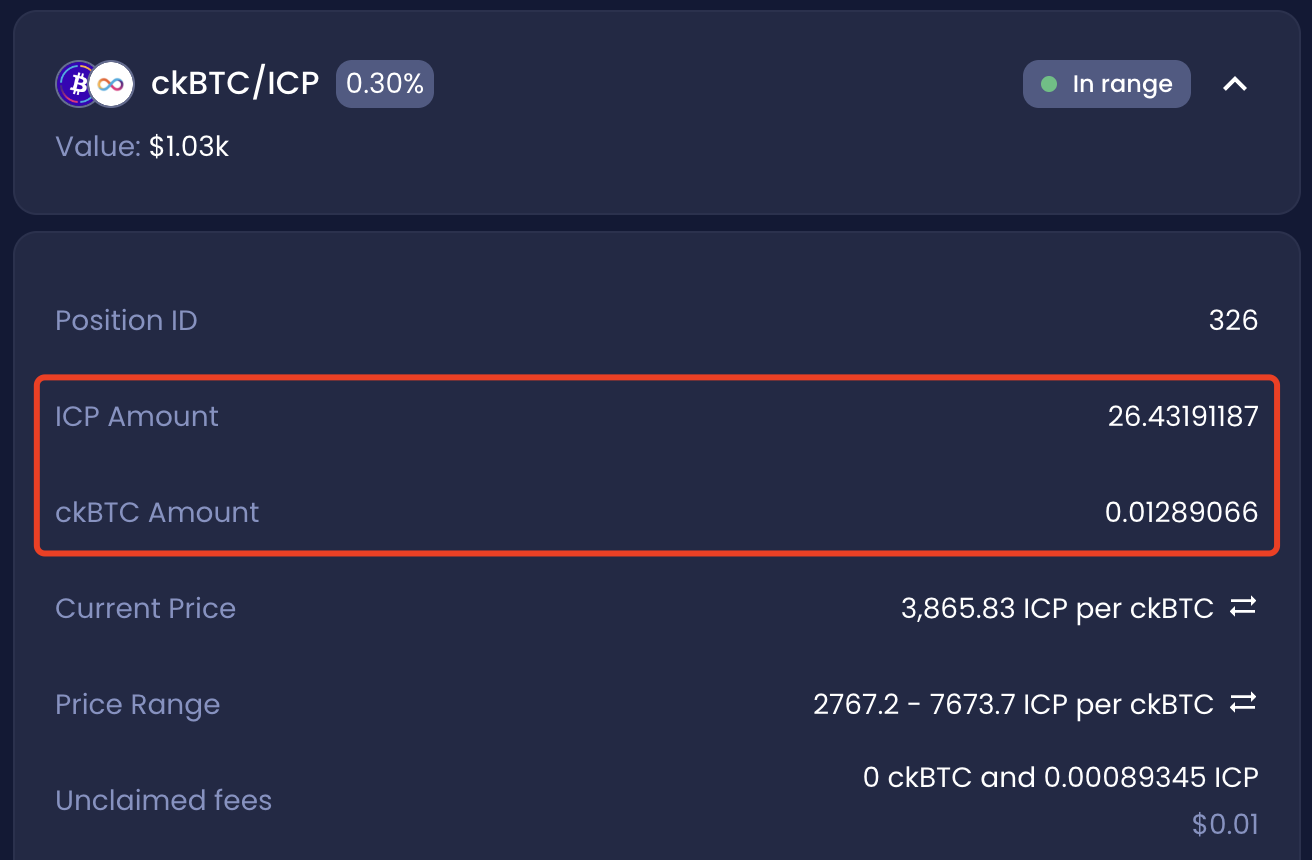 ckBTC/ICP 0.30% In range
Value: $1.03k
Position ID 326
ICP Amount 26.43191187
ckBTC Amount 0.01289066
Current Price 3,865.83 ICP per ckBTC
Price Range 2767.2 - 7673.7 ICP per ckBTC
Unclaimed fees 0 ckBTC and 0.00089345 ICP
$0.01